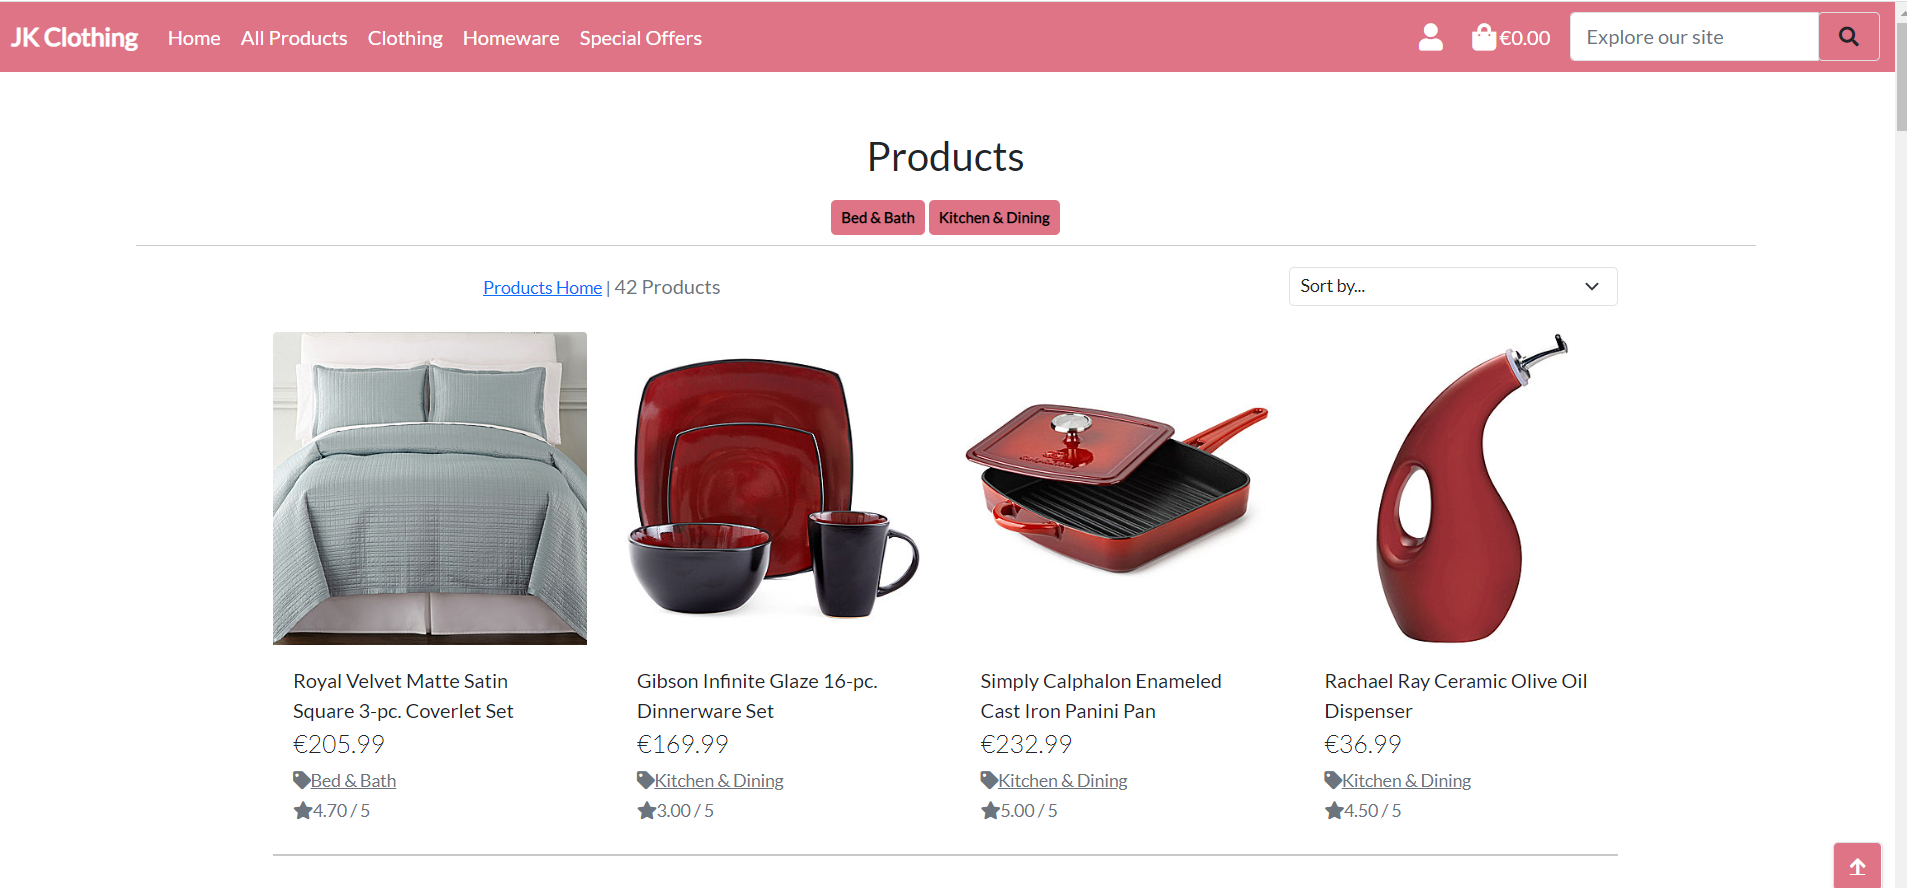 JK Clothing Home All Products Clothing Homeware Special Offers €0.00 Explore our site
Products
Bed & Bath Kitchen & Dining
Products Home | 42 Products Sort by...
Royal Velvet Matte Satin
Square 3-pc. Coverlet Set
€205.99
Bed & Bath
4.70 / 5
Gibson Infinite Glaze 16-pc.
Dinnerware Set
€169.99
Kitchen & Dining
3.00 / 5
Simply Calphalon Enameled
Cast Iron Panini Pan
€232.99
Kitchen & Dining
5.00 / 5
Rachael Ray Ceramic Olive Oil
Dispenser
€36.99
Kitchen & Dining
4.50 / 5